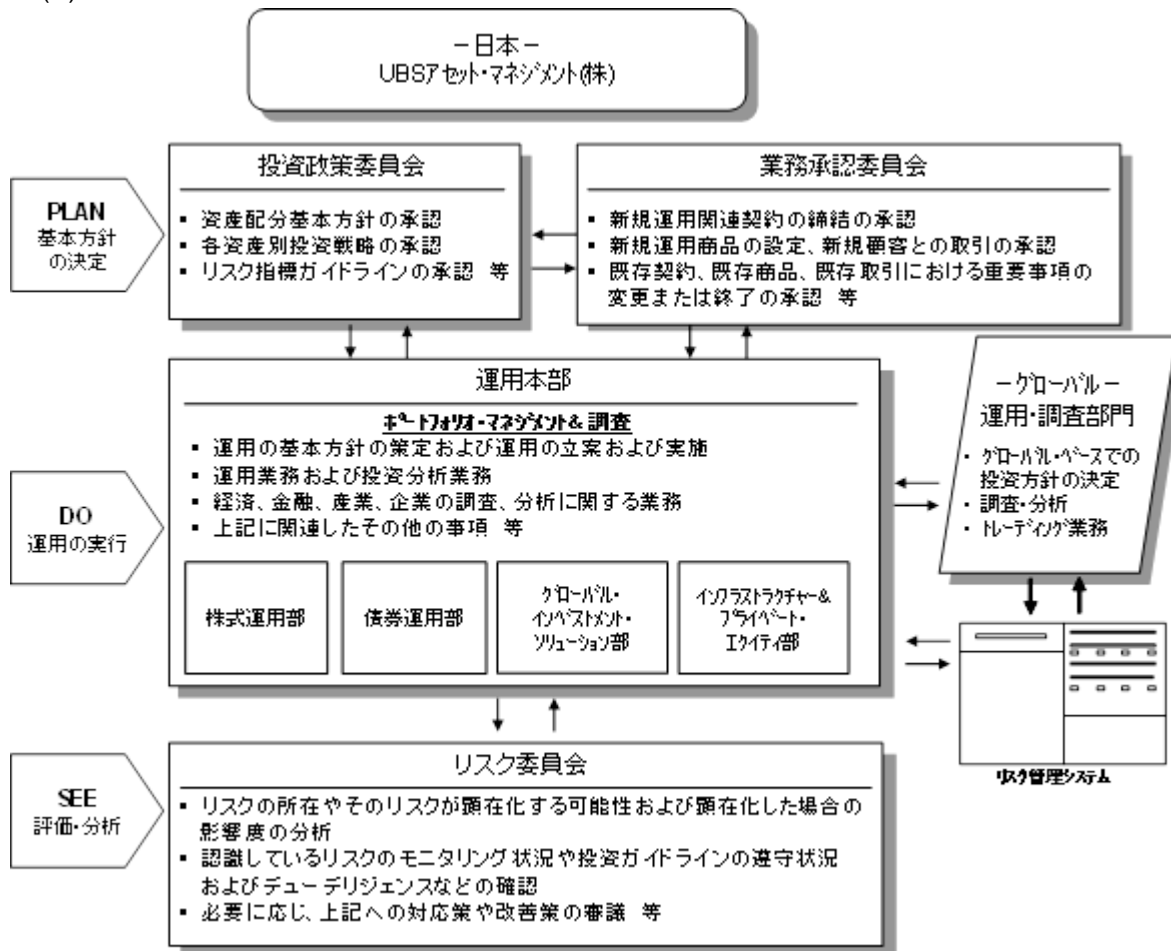 －日本－
UBSｱｾｯﾄ･ﾏﾈｼﾞﾒﾝﾄ(株)
PLAN
基本方針
の決定
投資政策委員会
▪ 資産配分基本方針の承認
▪ 各資産別投資戦略の承認
▪ リスク指標ガイドラインの承認 等
業務承認委員会
▪ 新規運用関連契約の締結の承認
▪ 新規運用商品の設定、新規顧客との取引の承認
▪ 既存契約、既存商品、既存取引における重要事項の
変更または終了の承認 等
DO
運用の実行
運用本部
ﾎﾟｰﾄﾌｫﾘｵ･ﾏﾈｼﾞﾒﾝﾄ& 調査
▪ 運用の基本方針の策定および運用の立案および実施
▪ 運用業務および投資分析業務
▪ 経済、金融、産業、企業の調査、分析に関する業務
▪ 上記に関連したその他の事項 等
株式運用部
債券運用部
ｸﾞﾛｰﾊﾞﾙ･
ｲﾝﾍﾞｽﾄﾒﾝﾄ･
ｿﾘｭｰｼｮﾝ部
ｲﾝﾌﾗｽﾄﾗｸﾁｬｰ&
ﾌﾟﾗｲﾍﾞｰﾄ･
ｴｸｲﾃｨ部
－ｸﾞﾛｰﾊﾞﾙ－
運用･調査部門
▪ ｸﾞﾛｰﾊﾞﾙ･ﾍﾞｰｽでの
投資方針の決定
▪ 調査･分析
▪ ﾄﾚｰﾃﾞｨﾝｸﾞ業務
ﾘｽｸ管理ｼｽﾃﾑ
SEE
評価･分析
リスク委員会
▪ リスクの所在やそのリスクが顕在化する可能性および顕在化した場合の
影響度の分析
▪ 認識しているリスクのモニタリング状況や投資ガイドラインの遵守状況
およびデューデリジェンスなどの確認
▪ 必要に応じ、上記への対応策や改善策の審議 等